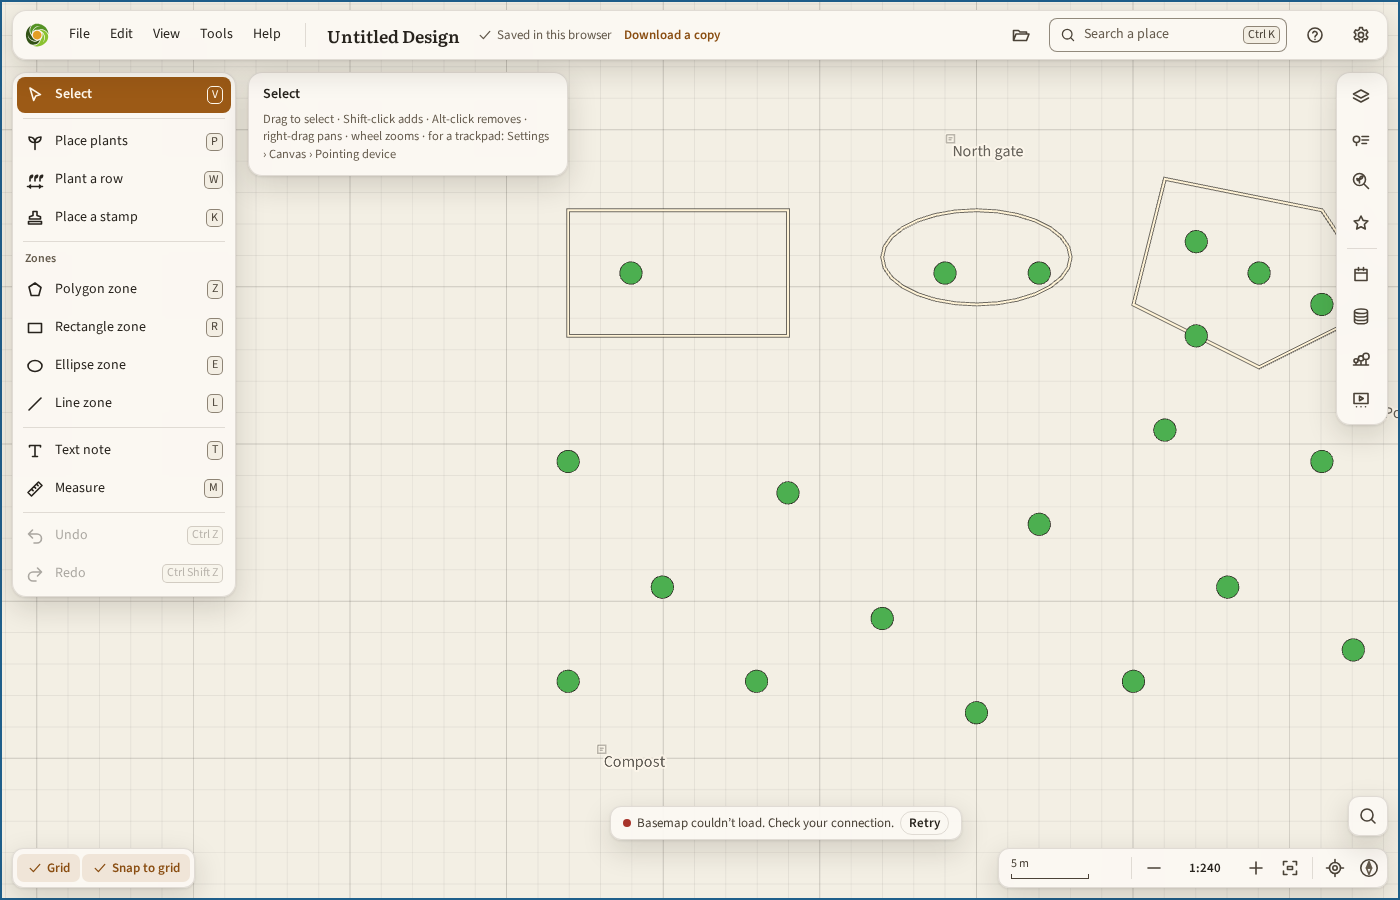 File Edit View Tools Help
Untitled Design
Saved in this browser Download a copy
Search a place Ctrl K
Select V
Place plants P
Plant a row W
Place a stamp K
Zones
Polygon zone Z
Rectangle zone R
Ellipse zone E
Line zone L
Text note T
Measure M
Undo Ctrl Z
Redo Ctrl Shift Z
Select
Drag to select · Shift-click adds · Alt-click removes ·
right-drag pans · wheel zooms · for a trackpad: Settings
› Canvas › Pointing device
North gate
Compost
Basemap couldn’t load. Check your connection. Retry
Grid Snap to grid
5 m 1:240